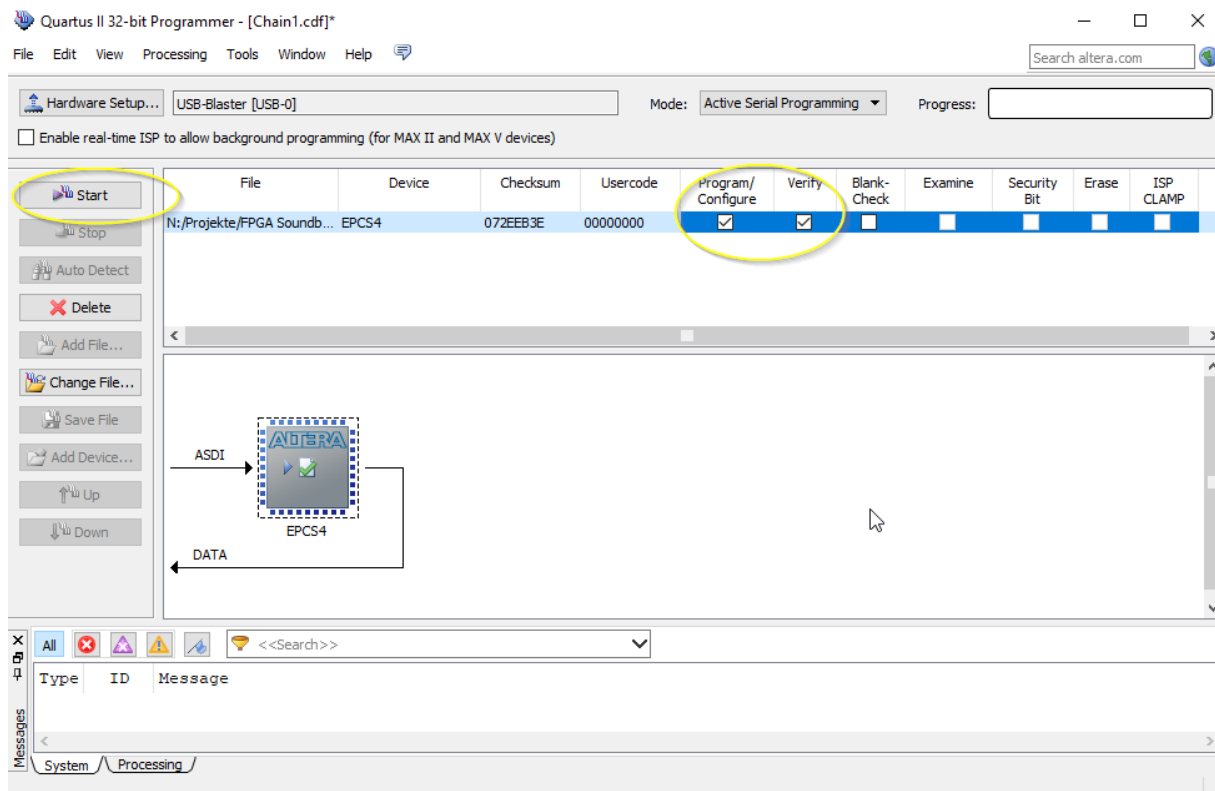 Quartus II 32-bit Programmer - [Chain1.cdf]*
File Edit View Processing Tools Window Help
Search altera.com
Hardware Setup... USB-Blaster [USB-0] Mode: Active Serial Programming Progress:
Enable real-time ISP to allow background programming (for MAX II and MAX V devices)
Start
Stop
Auto Detect
Delete
Add File...
Change File...
Save File
Add Device...
Up
Down
File Device Checksum Usercode Program/ Verify Blank- Examine Security Erase ISP
Configure Check Bit CLAMP
N:/Projekte/FPGA Soundb... EPCS4 072EEB3E 00000000
ALTERA
ASDI
EPCS4
DATA
All <<Search>>
Type ID Message
Messages
System Processing